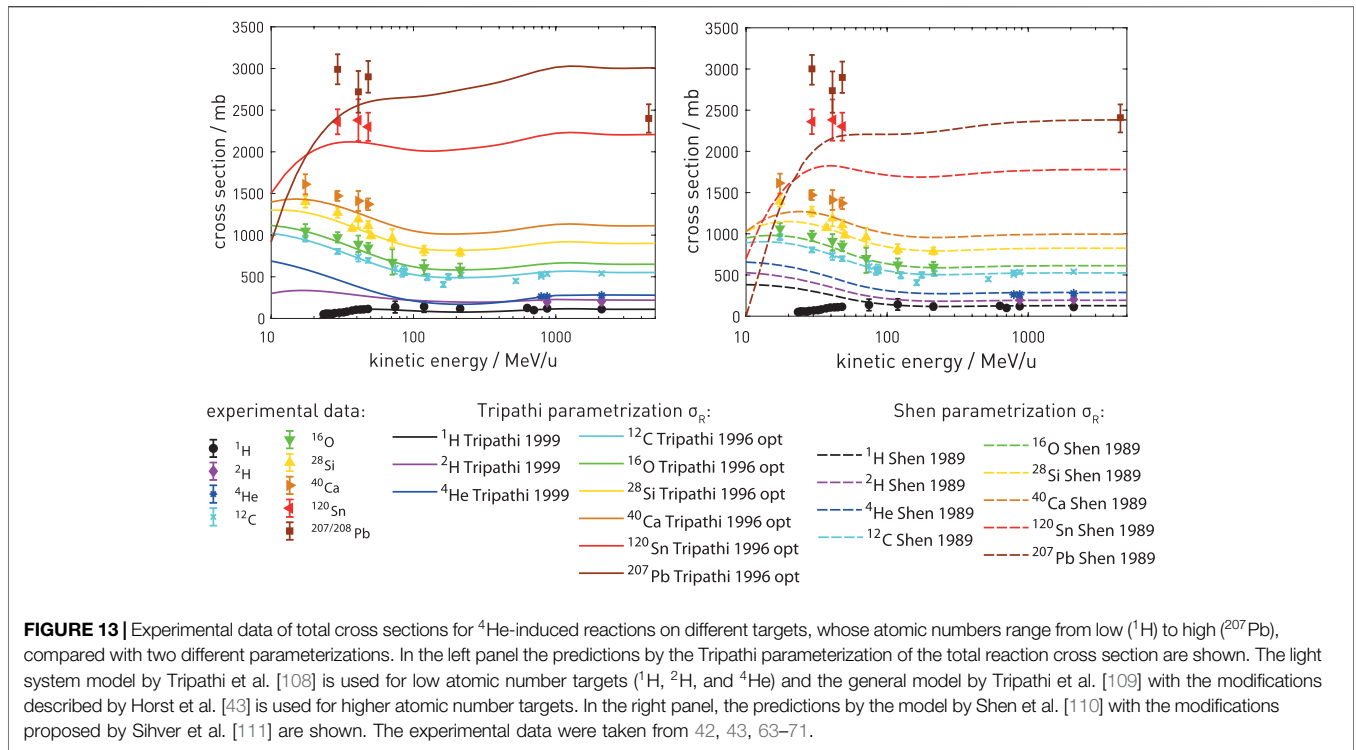 3500
3000
2500
2000
1500
1000
500
0
cross section / mb
10
100
1000
kinetic energy / MeV/u
3500
3000
2500
2000
1500
1000
500
0
cross section / mb
10
100
1000
kinetic energy / MeV/u
experimental data:
¹H
²H
⁴He
¹²C
¹⁶O
²⁸Si
⁴⁰Ca
¹²⁰Sn
²⁰⁷/²⁰⁸Pb
Tripathi parametrization σ_R:
¹H Tripathi 1999
²H Tripathi 1999
⁴He Tripathi 1999
¹²C Tripathi 1996 opt
¹⁶O Tripathi 1996 opt
²⁸Si Tripathi 1996 opt
⁴⁰Ca Tripathi 1996 opt
¹²⁰Sn Tripathi 1996 opt
²⁰⁷Pb Tripathi 1996 opt
Shen parametrization σ_R:
¹H Shen 1989
²H Shen 1989
⁴He Shen 1989
¹²C Shen 1989
¹⁶O Shen 1989
²⁸Si Shen 1989
⁴⁰Ca Shen 1989
¹²⁰Sn Shen 1989
²⁰⁷Pb Shen 1989
FIGURE 13 | Experimental data of total cross sections for ⁴He-induced reactions on different targets, whose atomic numbers range from low (¹H) to high (²⁰⁷Pb),
compared with two different parameterizations. In the left panel the predictions by the Tripathi parameterization of the total reaction cross section are shown. The light
system model by Tripathi et al. [108] is used for low atomic number targets (¹H, ²H, and ⁴He) and the general model by Tripathi et al. [109] with the modifications
described by Horst et al. [43] is used for higher atomic number targets. In the right panel, the predictions by the model by Shen et al. [110] with the modifications
proposed by Sihver et al. [111] are shown. The experimental data were taken from 42, 43, 63–71.